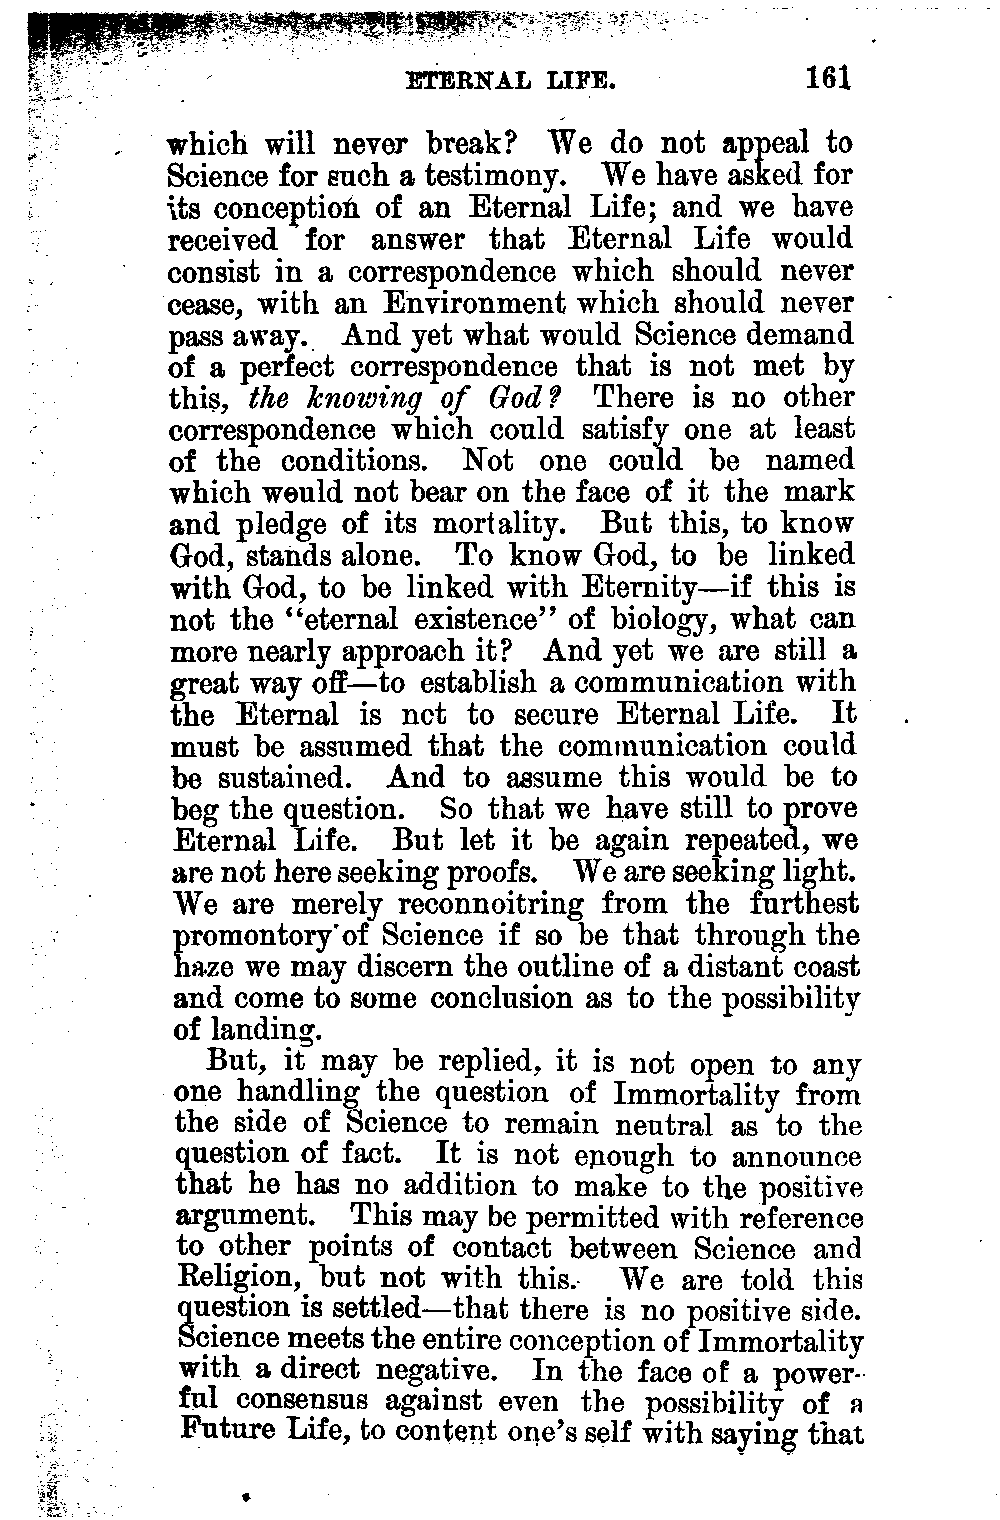 ETERNAL LIFE. 161
which will never break? We do not appeal to
Science for such a testimony. We have asked for
its conception of an Eternal Life; and we have
received for answer that Eternal Life would
consist in a correspondence which should never
cease, with an Environment which should never
pass away. And yet what would Science demand
of a perfect correspondence that is not met by
this, the knowing of God? There is no other
correspondence which could satisfy one at least
of the conditions. Not one could be named
which would not bear on the face of it the mark
and pledge of its mortality. But this, to know
God, stands alone. To know God, to be linked
with God, to be linked with Eternity—if this is
not the “eternal existence” of biology, what can
more nearly approach it? And yet we are still a
great way off—to establish a communication with
the Eternal is not to secure Eternal Life. It
must be assumed that the communication could
be sustained. And to assume this would be to
beg the question. So that we have still to prove
Eternal Life. But let it be again repeated, we
are not here seeking proofs. We are seeking light.
We are merely reconnoitring from the furthest
promontory of Science if so be that through the
haze we may discern the outline of a distant coast
and come to some conclusion as to the possibility
of landing.
But, it may be replied, it is not open to any
one handling the question of Immortality from
the side of Science to remain neutral as to the
question of fact. It is not enough to announce
that he has no addition to make to the positive
argument. This may be permitted with reference
to other points of contact between Science and
Religion, but not with this. We are told this
question is settled—that there is no positive side.
Science meets the entire conception of Immortality
with a direct negative. In the face of a power-
ful consensus against even the possibility of a
Future Life, to content one's self with saying that